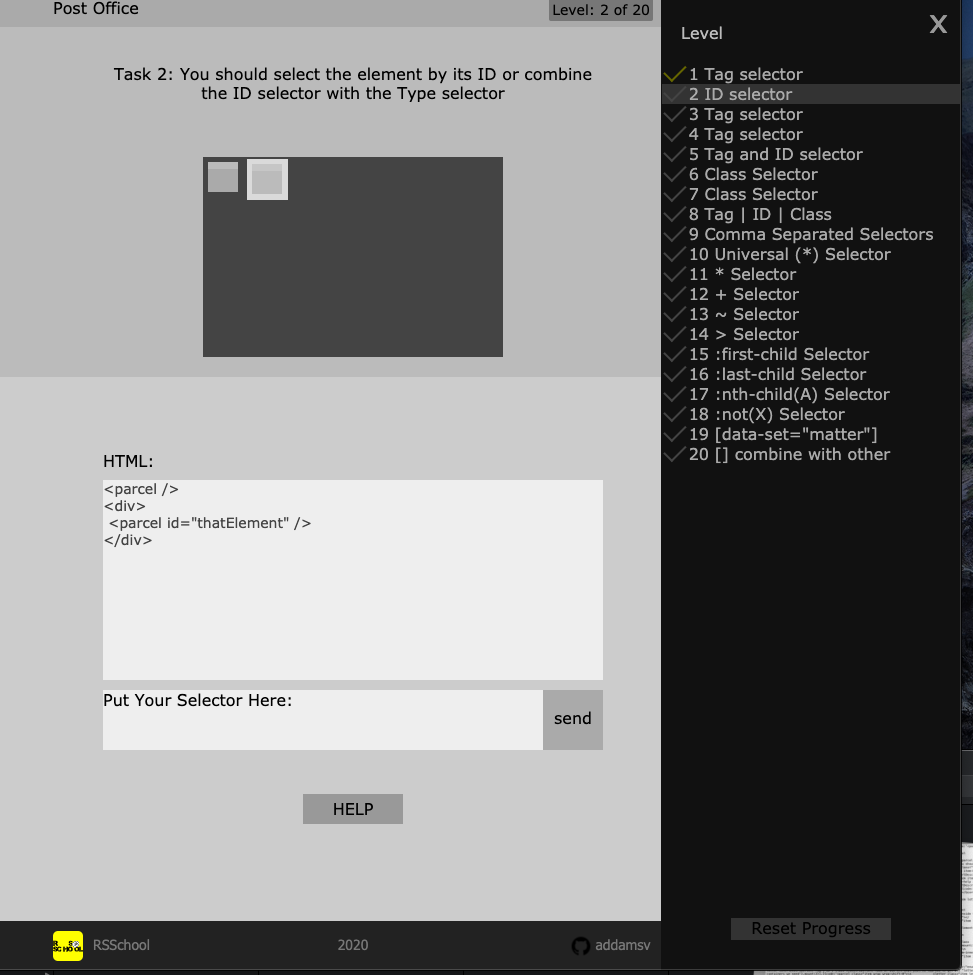 Post Office
Level: 2 of 20
Task 2: You should select the element by its ID or combine
the ID selector with the Type selector
HTML:
<parcel />
<div>
<parcel id="thatElement" />
</div>
Put Your Selector Here:
send
HELP
RSSchool
2020
addamsv
Level
X
1 Tag selector
2 ID selector
3 Tag selector
4 Tag selector
5 Tag and ID selector
6 Class Selector
7 Class Selector
8 Tag | ID | Class
9 Comma Separated Selectors
10 Universal (*) Selector
11 * Selector
12 + Selector
13 ~ Selector
14 > Selector
15 :first-child Selector
16 :last-child Selector
17 :nth-child(A) Selector
18 :not(X) Selector
19 [data-set="matter"]
20 [] combine with other
Reset Progress